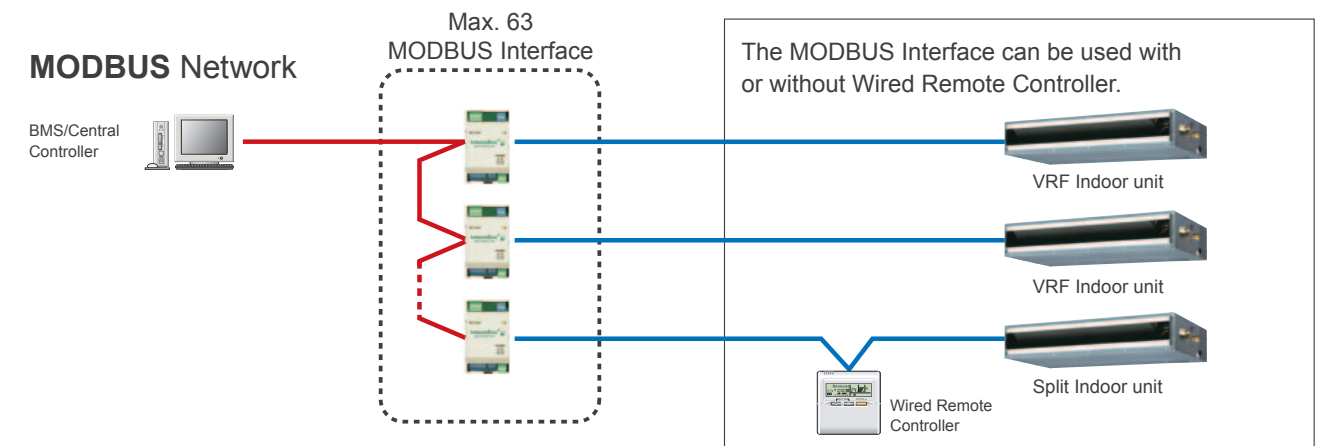 Max. 63
MODBUS Interface
MODBUS Network
The MODBUS Interface can be used with
or without Wired Remote Controller.
BMS/Central
Controller
VRF Indoor unit
VRF Indoor unit
Split Indoor unit
Wired Remote
Controller